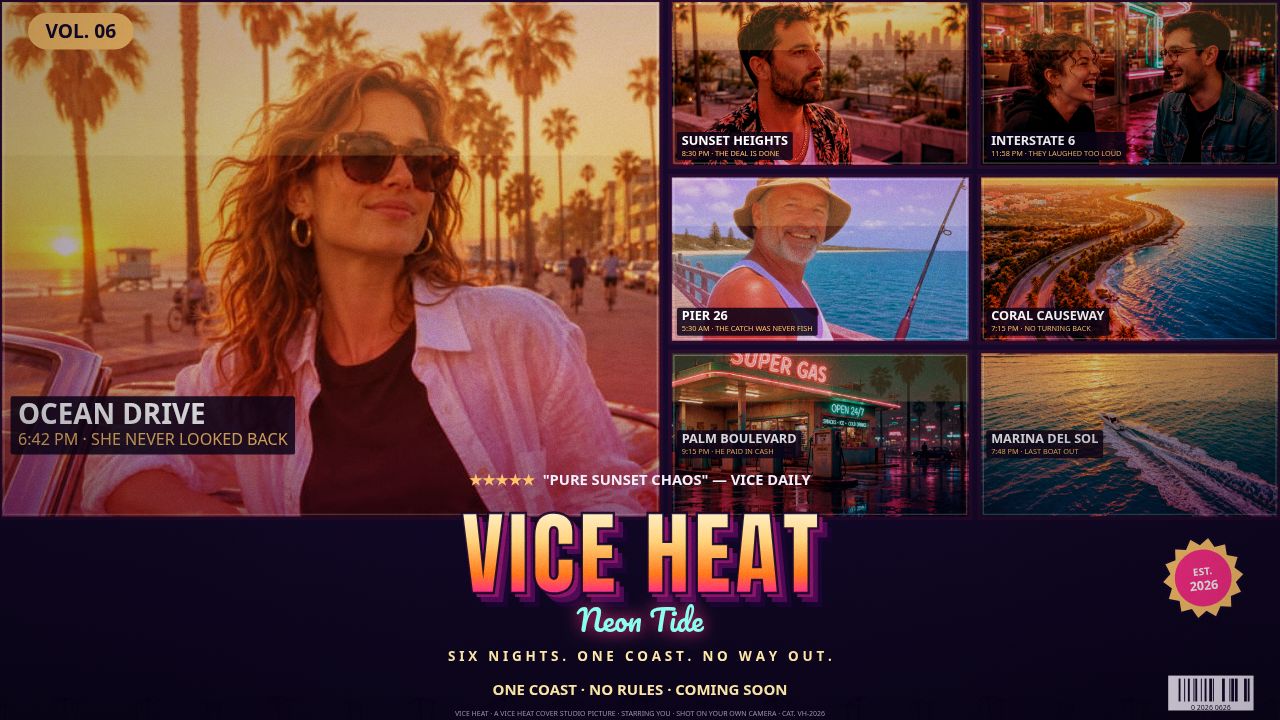 VOL. 06
OCEAN DRIVE
6:42 PM · SHE NEVER LOOKED BACK
SUNSET HEIGHTS
8:30 PM · THE DEAL IS DONE
INTERSTATE 6
11:58 PM · THEY LAUGHED TOO LOUD
PIER 26
5:30 AM · THE CATCH WAS NEVER FISH
CORAL CAUSEWAY
7:15 PM · NO TURNING BACK
SUPER GAS
OPEN 24/7
PALM BOULEVARD
9:15 PM · HE PAID IN CASH
MARINA DEL SOL
7:48 PM · LAST BOAT OUT
★★★★★ "PURE SUNSET CHAOS" — VICE DAILY
VICE HEAT
Neon Tide
SIX NIGHTS. ONE COAST. NO WAY OUT.
ONE COAST · NO RULES · COMING SOON
VICE HEAT · A VICE HEAT COVER STUDIO PICTURE · STARRING YOU · SHOT ON YOUR OWN CAMERA · CAT. VH-2026
EST.
2026
0 2026 0626